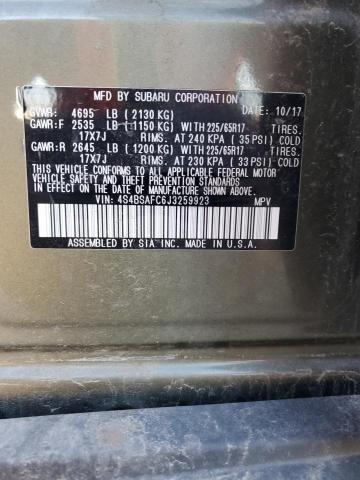 MFD BY SUBARU CORPORATION DATE: 10/17
GVWR: 4695 LB ( 2130 KG)
GAWR:F 2535 LB ( 1150 KG) WITH 225/65R17 TIRES.
17X7J RIMS. AT 240 KPA ( 35 PSI) COLD
GAWR:R 2645 LB ( 1200 KG) WITH 225/65R17 TIRES.
17X7J RIMS. AT 230 KPA ( 33 PSI) COLD
THIS VEHICLE CONFORMS TO ALL APPLICABLE FEDERAL MOTOR
VEHICLE SAFETY STANDARDS IN EFFECT ON THE DATE OF
MANUFACTURE SHOWN ABOVE.
VIN: 4S4BSAFC6J3259923 MPV
ASSEMBLED BY SIA INC. MADE IN U.S.A.